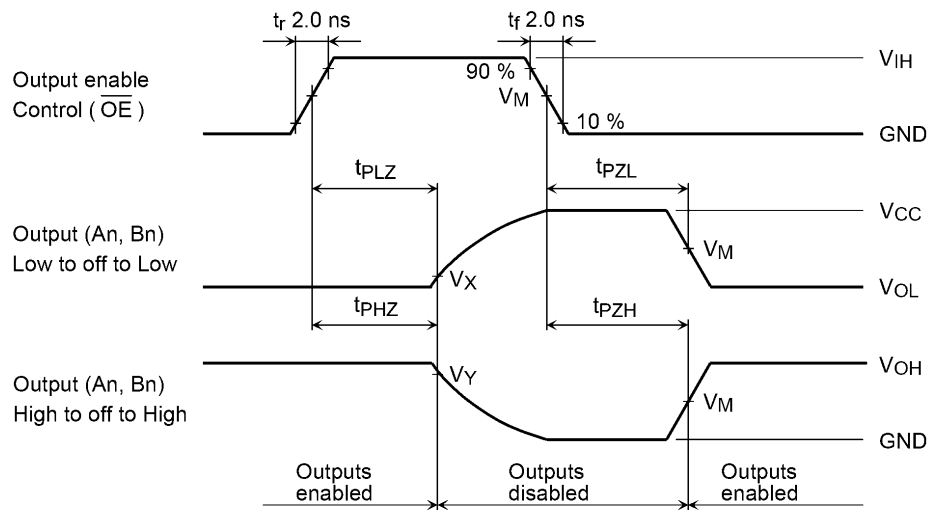 tr 2.0 ns
tf 2.0 ns
Output enable
Control ( OE )
90 %
VM
10 %
VIH
GND
tPLZ
tPZL
Output (An, Bn)
Low to off to Low
VX
VCC
VM
VOL
tPHZ
tPZH
Output (An, Bn)
High to off to High
VY
VOH
VM
GND
Outputs
enabled
Outputs
disabled
Outputs
enabled